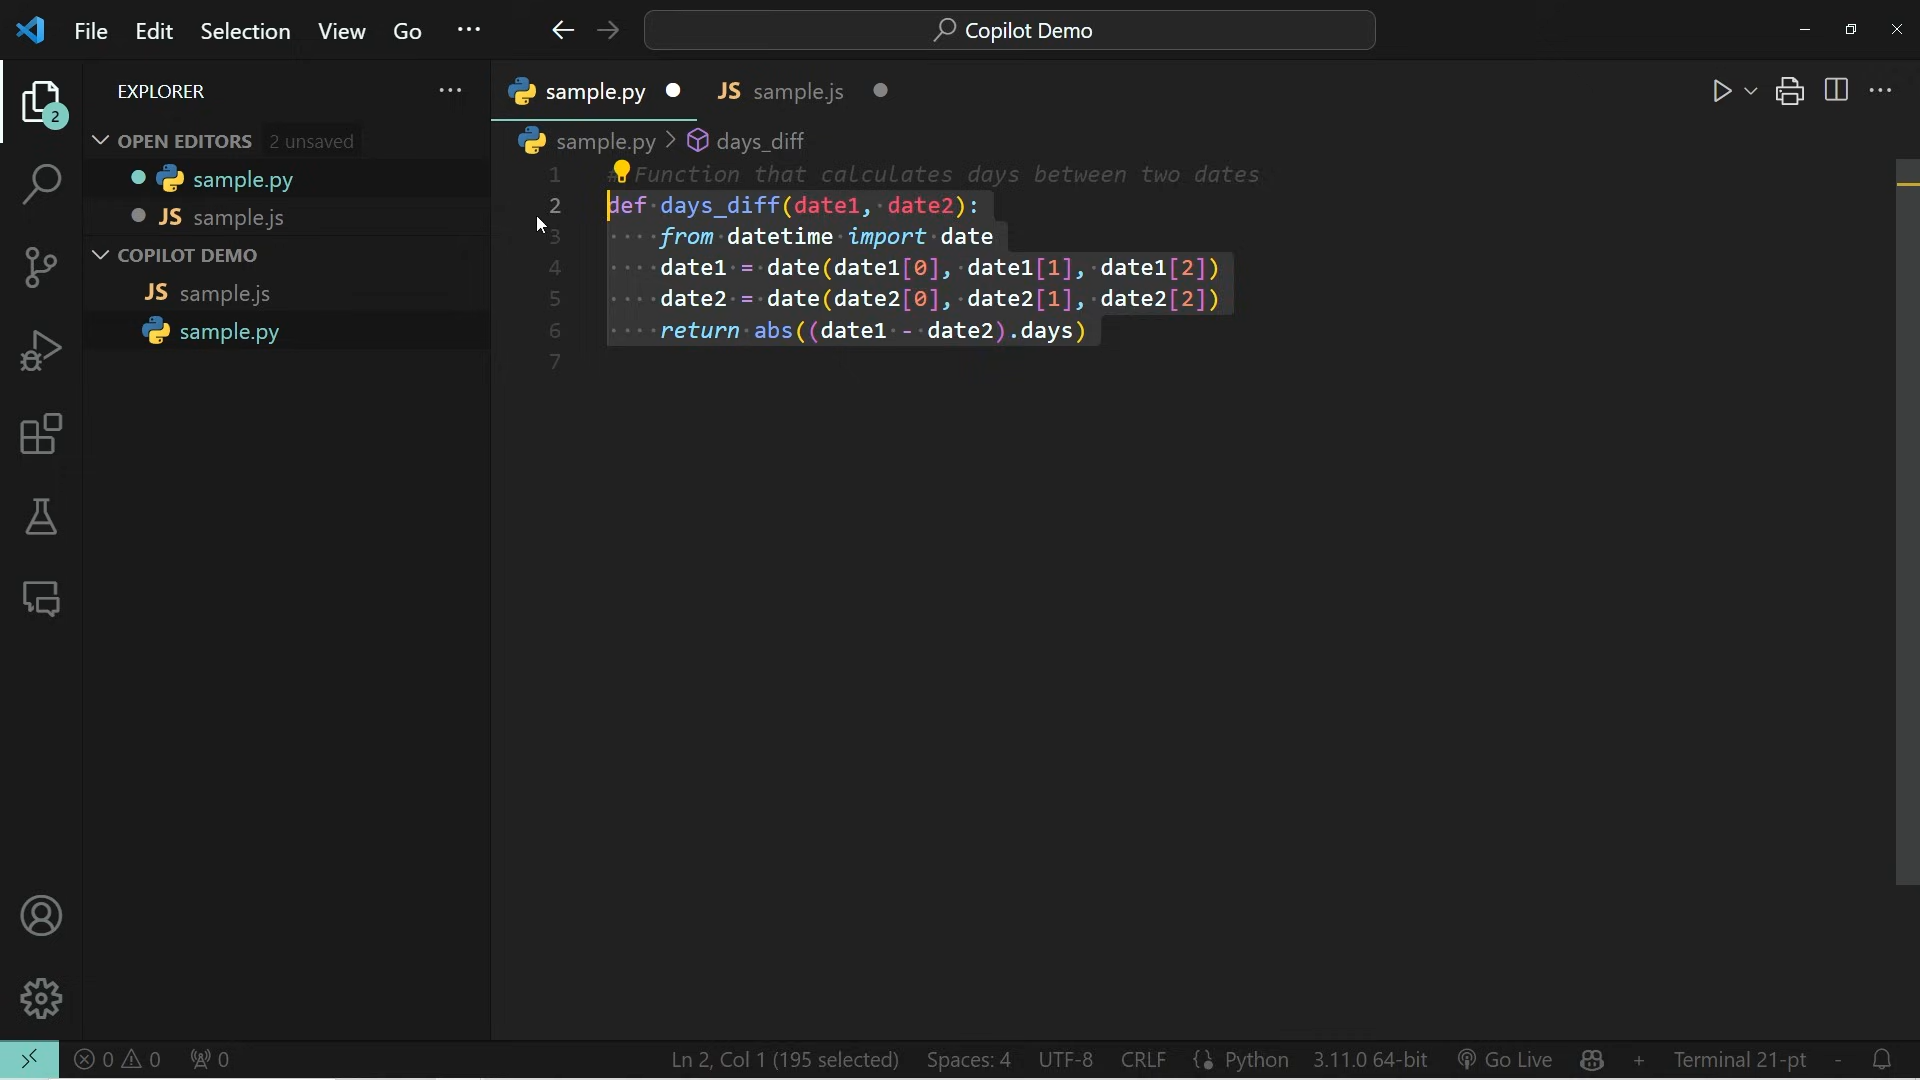 File Edit Selection View Go ··· Copilot Demo
EXPLORER ···
sample.py JS sample.js
OPEN EDITORS 2 unsaved
sample.py > days_diff
sample.py
JS sample.js
COPILOT DEMO
JS sample.js
sample.py
2
1 # Function that calculates days between two dates
2 def days_diff(date1, date2):
3 from datetime import date
4 date1 = date(date1[0], date1[1], date1[2])
5 date2 = date(date2[0], date2[1], date2[2])
6 return abs((date1 - date2).days)
7
0 0 0 Ln 2, Col 1 (195 selected) Spaces: 4 UTF-8 CRLF Python 3.11.0 64-bit Go Live + Terminal 21-pt -